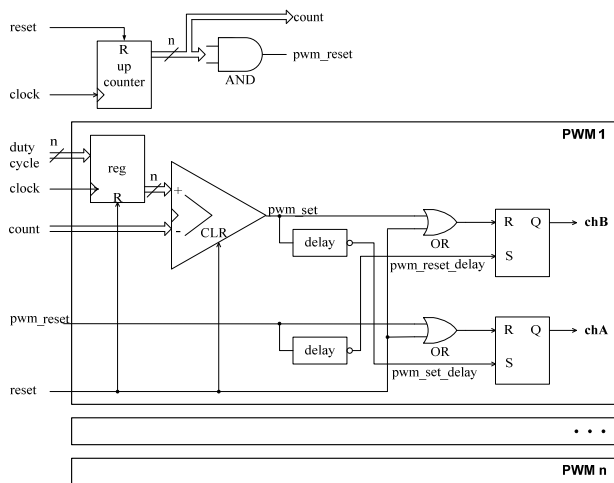 count
reset
n
R
up
counter
pwm_reset
AND
clock
PWM 1
duty
cycle
n
reg
n
clock
R
+
-
CLR
count
pwm_set
delay
OR
R Q
S
chB
pwm_reset_delay
pwm_reset
delay
OR
R Q
S
chA
pwm_set_delay
reset
• • •
PWM n